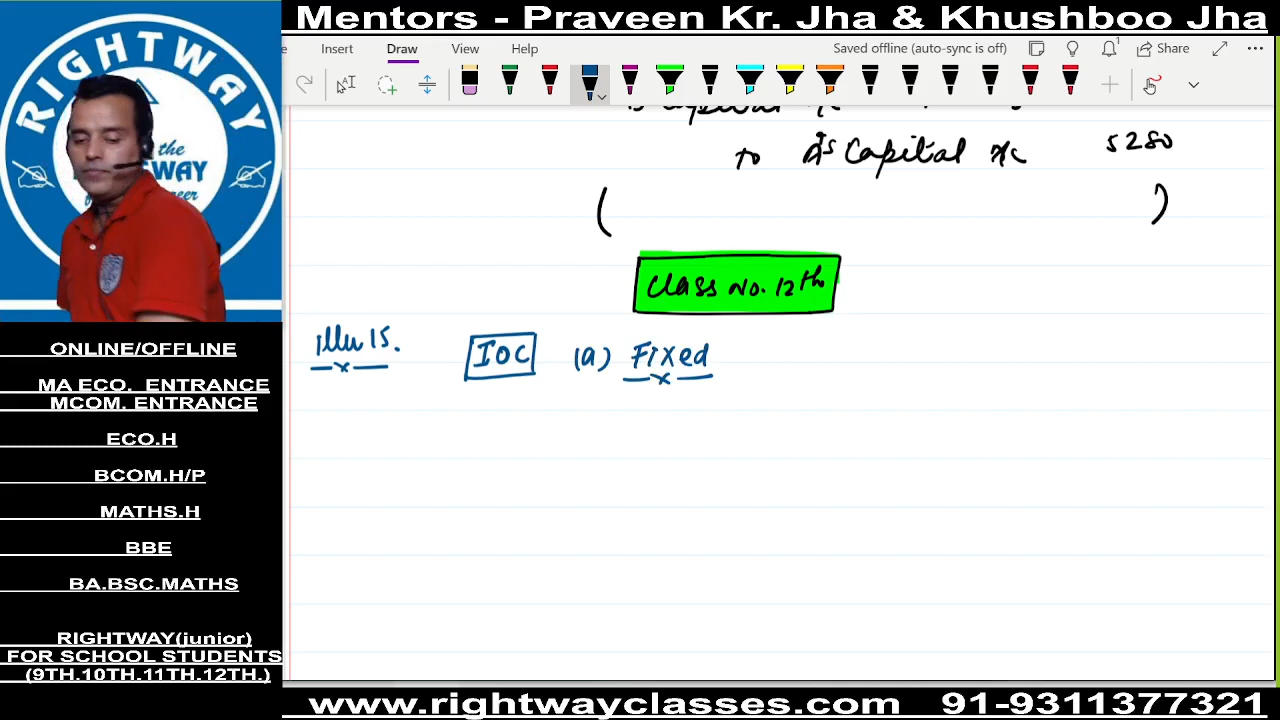 Mentors - Praveen Kr. Jha & Khushboo Jha
Insert Draw View Help Saved offline (auto-sync is off) 1 Share
Capital
to Capital 5280
( )
Class No. 12th
RIGHTWAY
the
illu 15. IOC (a) Fixed
ONLINE/OFFLINE
MA ECO. ENTRANCE
MCOM. ENTRANCE
ECO.H
BCOM.H/P
MATHS.H
BBE
BA.BSC.MATHS
RIGHTWAY(junior)
FOR SCHOOL STUDENTS
(9TH.10TH.11TH.12TH.)
www.rightwayclasses.com 91-9311377321